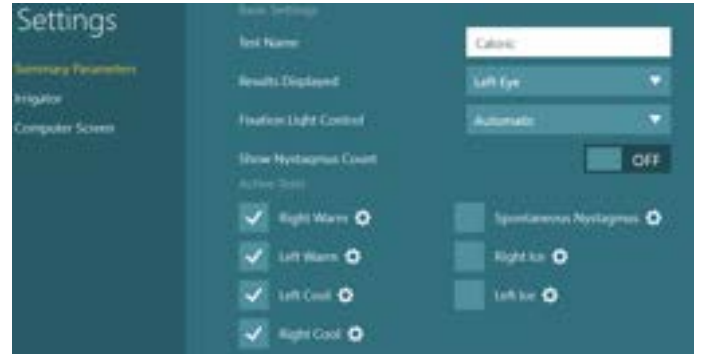 Settings
Summary Parameters
Irrigator
Computer Screen
Basic Settings
Test Name
Caloric
Results Displayed
Left Eye
Fixation Light Control
Automatic
Show Nystagmus Count
OFF
Active Tests
Right Warm
Spontaneous Nystagmus
Left Warm
Right Ice
Left Cool
Left Ice
Right Cool